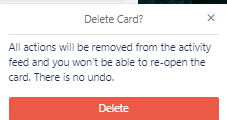 Delete Card?
All actions will be removed from the activity
feed and you won't be able to re-open the
card. There is no undo.
Delete